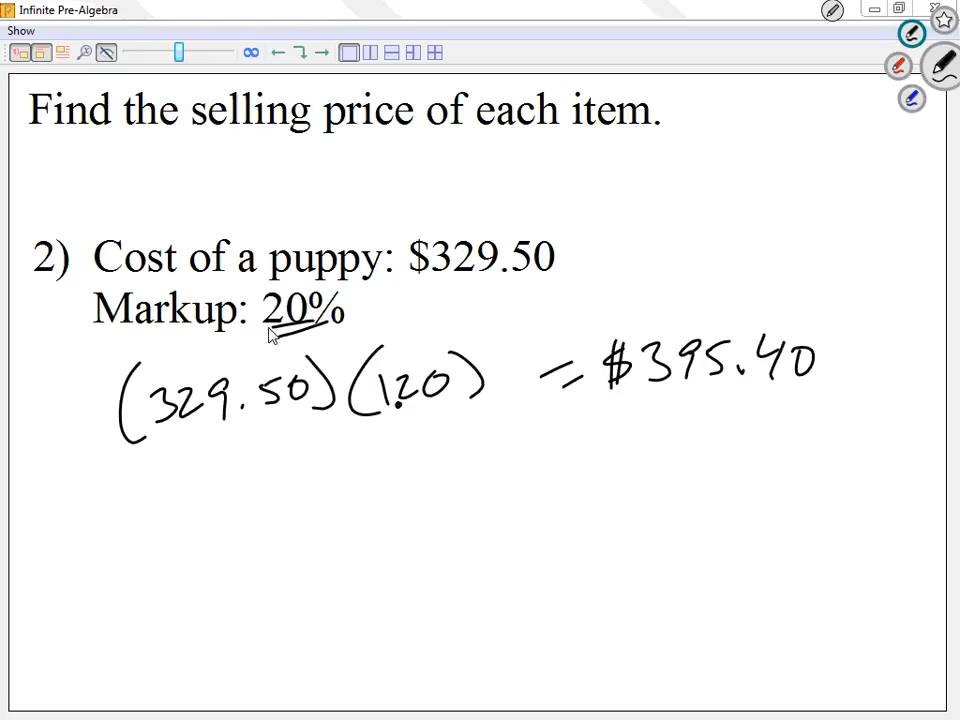 Infinite Pre-Algebra
Show
Find the selling price of each item.
2) Cost of a puppy: $329.50
Markup: 20%
(329.50)(1.20) = $395.40